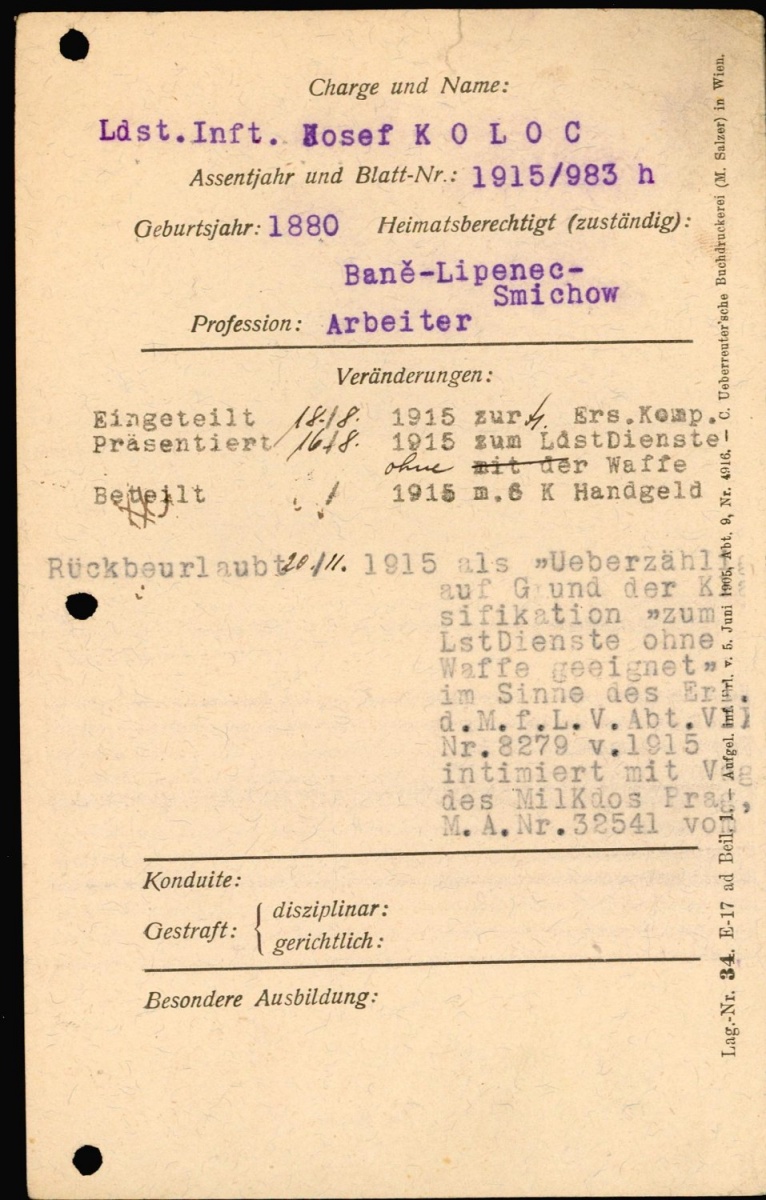 Charge und Name:
Ldst.Inft. Josef K O L O C
Assentjahr und Blatt-Nr.: 1915/983 h
Geburtsjahr: 1880 Heimatsberechtigt (zuständig):
Baně-Lipenec-
Smichow
Profession: Arbeiter
Veränderungen:
Eingeteilt 18./8. 1915 zur 4. Ers.Komp.
Präsentiert 16/8. 1915 zum LdstDienste
ohne mit der Waffe
Beteilt / 1915 m.6 K Handgeld
Rückbeurlaubt 20./11. 1915 als »Ueberzähli
auf Grund der K
sifikation »zum
LstDienste ohne
Waffe geeignet»
im Sinne des Er .
d.M.f.L.V.Abt.V
Nr.8279 v.1915
intimiert mit V
des MilKdos Prag,
M.A.Nr.32541 vom
Konduite:
Gestraft: { disziplinar:
gerichtlich:
Besondere Ausbildung:
Lag.-Nr. 34. E-17 ad Beil. 1. — Aufgel. v. 5. Juni 1905, Abt. 9, Nr. 4916. — C. Ueberreuter'sche Buchdruckerei (M. Salzer) in Wien.